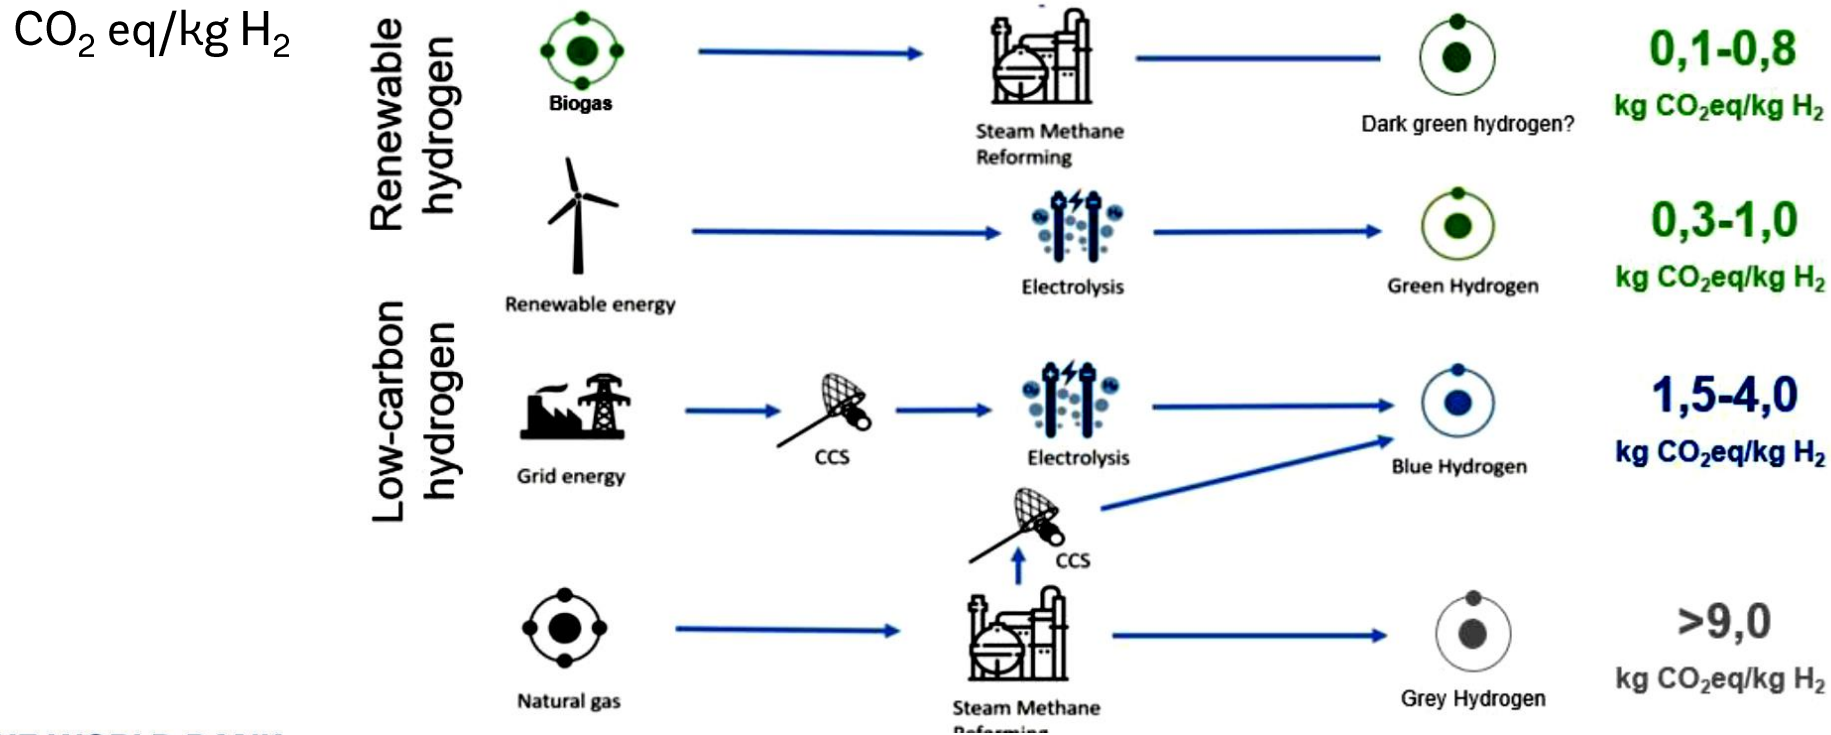 CO₂ eq/kg H₂
Renewable
hydrogen
Biogas
Steam Methane
Reforming
Dark green hydrogen?
0,1-0,8
kg CO₂eq/kg H₂
Renewable energy
Electrolysis
Green Hydrogen
0,3-1,0
kg CO₂eq/kg H₂
Low-carbon
hydrogen
Grid energy
CCS
Electrolysis
Blue Hydrogen
1,5-4,0
kg CO₂eq/kg H₂
CCS
Natural gas
Steam Methane
Reforming
Grey Hydrogen
>9,0
kg CO₂eq/kg H₂